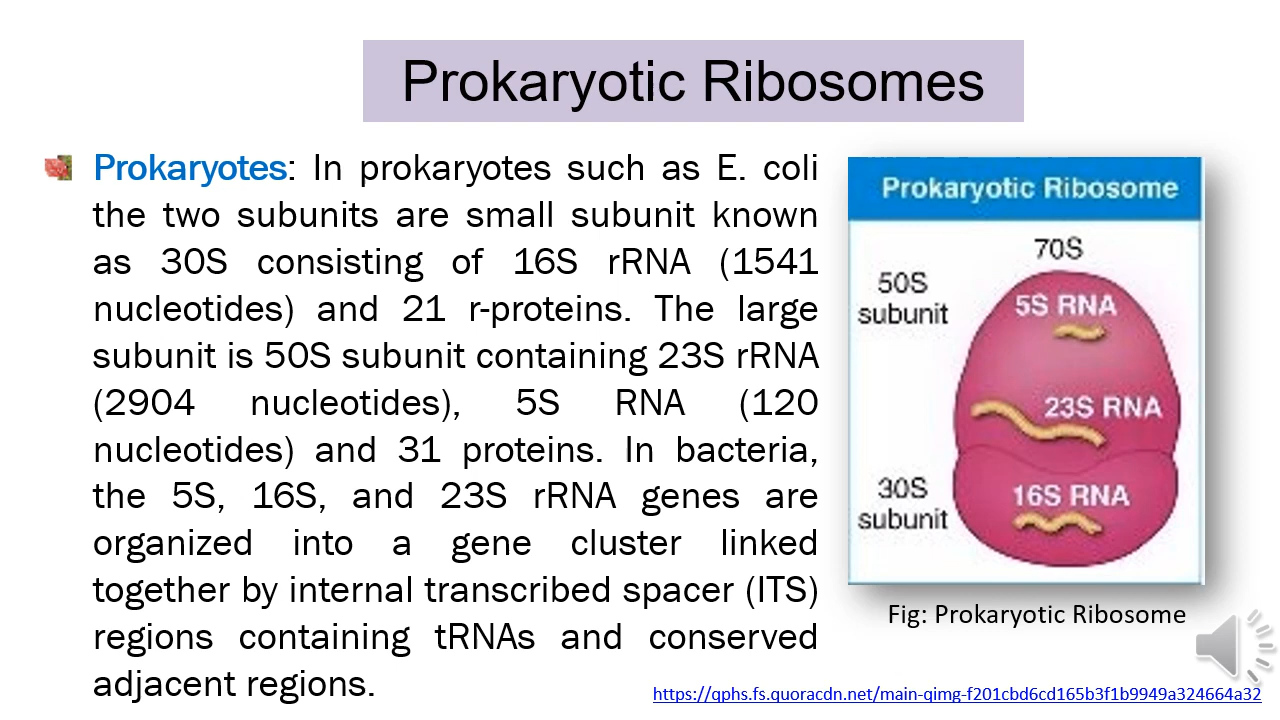 Prokaryotic Ribosomes
Prokaryotes: In prokaryotes such as E. coli
the two subunits are small subunit known
as 30S consisting of 16S rRNA (1541
nucleotides) and 21 r-proteins. The large
subunit is 50S subunit containing 23S rRNA
(2904 nucleotides), 5S RNA (120
nucleotides) and 31 proteins. In bacteria,
the 5S, 16S, and 23S rRNA genes are
organized into a gene cluster linked
together by internal transcribed spacer (ITS)
regions containing tRNAs and conserved
adjacent regions.
Prokaryotic Ribosome
70S
50S
subunit
5S RNA
23S RNA
30S
subunit
16S RNA
Fig: Prokaryotic Ribosome
https://qphs.fs.quoracdn.net/main-qimg-f201cbd6cd165b3f1b9949a324664a32